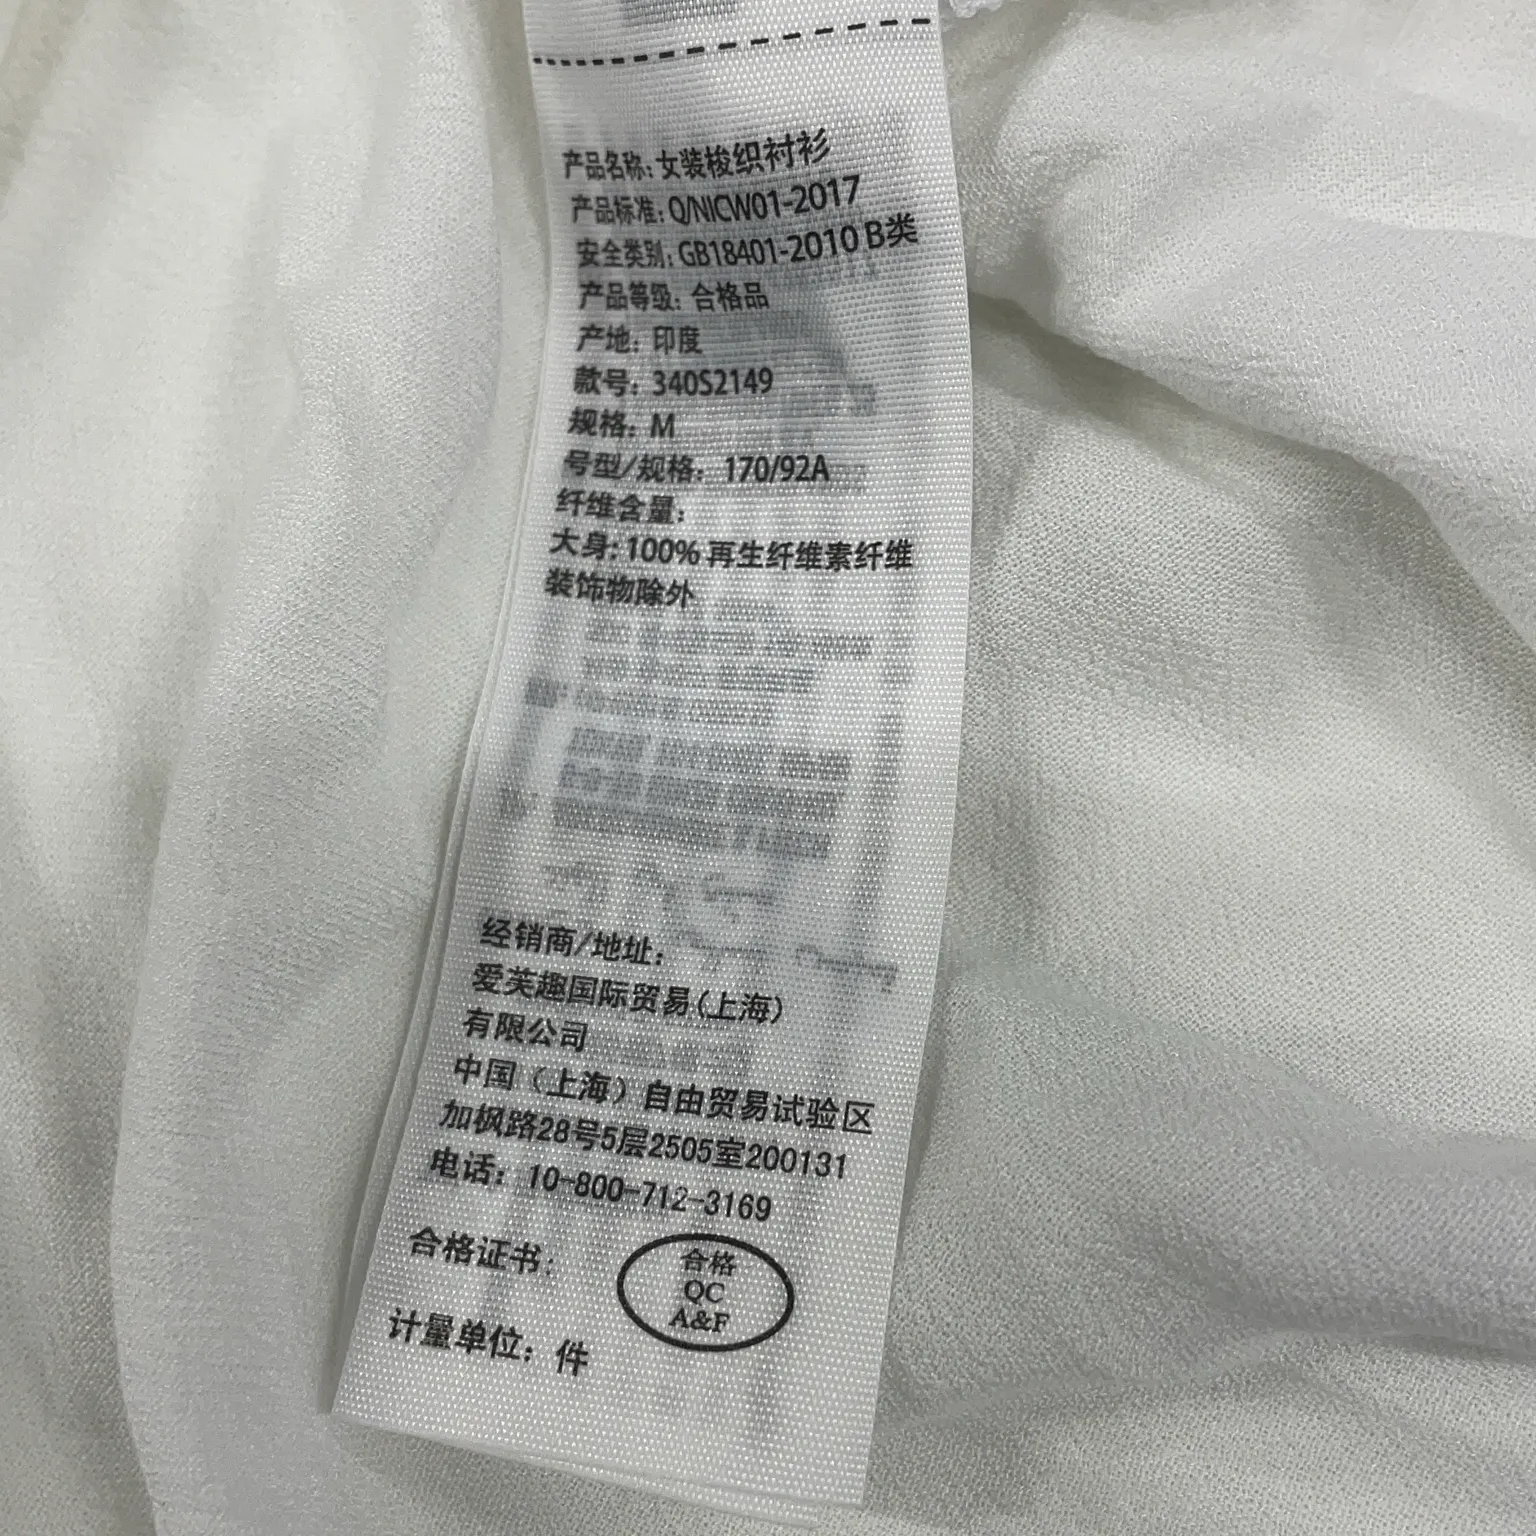 产品名称: 女装梭织衬衫
产品标准: Q/NICW01-2017
安全类别: GB18401-2010 B类
产品等级: 合格品
产地: 印度
款号: 340S2149
规格: M
号型/规格: 170/92A
纤维含量:
大身: 100% 再生纤维素纤维
装饰物除外
经销商/地址:
爱芙趣国际贸易(上海)
有限公司
中国（上海）自由贸易试验区
加枫路28号5层2505室200131
电话: 10-800-712-3169
合格证书:
合格
QC
A&F
计量单位: 件